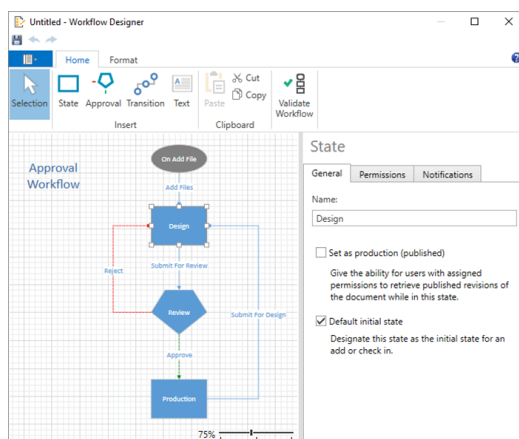 Untitled - Workflow Designer
Home Format
Selection State Approval Transition Text Paste Cut Copy Validate Workflow
Insert Clipboard
Approval
Workflow
On Add File
Add Files
Design
Reject
Submit For Review
Review
Submit For Design
Approve
Production
75%
State
General Permissions Notifications
Name:
Design
Set as production (published)
Give the ability for users with assigned
permissions to retrieve published revisions of
the document while in this state.
Default initial state
Designate this state as the initial state for an
add or check in.